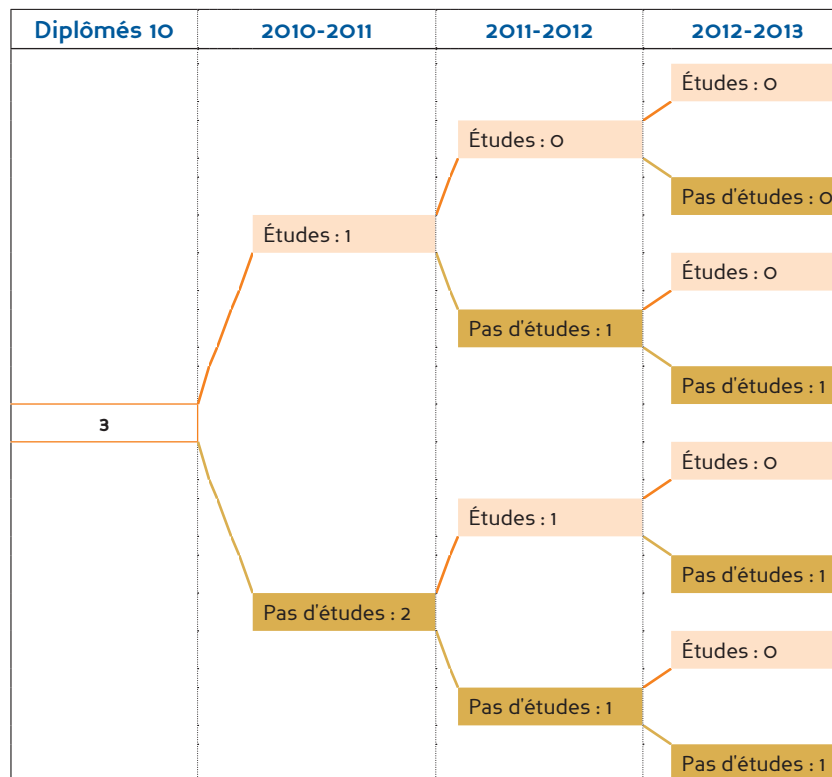 Diplômés 10 2010-2011 2011-2012 2012-2013
Études : 0
Études : 0
Pas d'études : 0
Études : 1
Études : 0
Pas d'études : 1
Pas d'études : 1
3
Études : 0
Études : 1
Pas d'études : 1
Pas d'études : 2
Études : 0
Pas d'études : 1
Pas d'études : 1